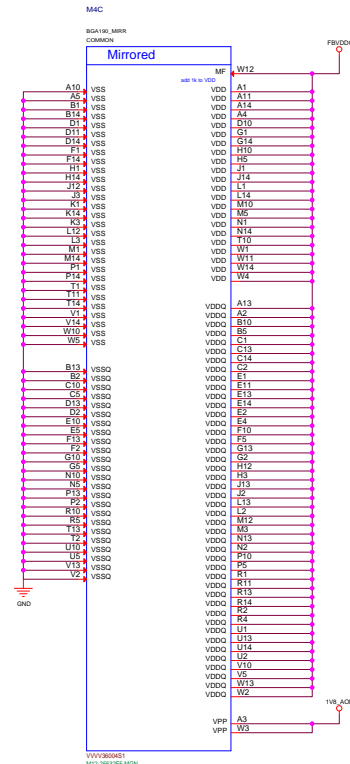 M4C
BGA190_MIRR
COMMON
Mirrored
FBVDDQ
MF W12
add 1k to VDD
A10 VSS
A5 VSS
B1 VSS
B14 VSS
D1 VSS
D11 VSS
D14 VSS
F1 VSS
F14 VSS
H1 VSS
H14 VSS
J12 VSS
J3 VSS
K1 VSS
K14 VSS
K3 VSS
L12 VSS
L3 VSS
M1 VSS
M14 VSS
P1 VSS
P14 VSS
T1 VSS
T11 VSS
T14 VSS
V1 VSS
V14 VSS
W10 VSS
W5 VSS
B13 VSSQ
B2 VSSQ
C10 VSSQ
C5 VSSQ
D13 VSSQ
D2 VSSQ
E10 VSSQ
E5 VSSQ
F13 VSSQ
F2 VSSQ
G10 VSSQ
G5 VSSQ
N10 VSSQ
N5 VSSQ
P13 VSSQ
P2 VSSQ
R10 VSSQ
R5 VSSQ
T13 VSSQ
T2 VSSQ
U10 VSSQ
U5 VSSQ
V13 VSSQ
V2 VSSQ
GND
VDD A1
VDD A11
VDD A14
VDD A4
VDD D10
VDD G1
VDD G14
VDD H10
VDD H5
VDD J1
VDD J14
VDD L1
VDD L14
VDD M10
VDD M5
VDD N1
VDD N14
VDD T10
VDD W1
VDD W11
VDD W14
VDD W4
VDDQ A13
VDDQ A2
VDDQ B10
VDDQ B5
VDDQ C1
VDDQ C13
VDDQ C14
VDDQ C2
VDDQ E1
VDDQ E11
VDDQ E13
VDDQ E14
VDDQ E2
VDDQ E4
VDDQ F10
VDDQ F5
VDDQ G13
VDDQ G2
VDDQ H12
VDDQ H3
VDDQ J13
VDDQ J2
VDDQ L13
VDDQ L2
VDDQ M12
VDDQ M3
VDDQ N13
VDDQ N2
VDDQ P10
VDDQ P5
VDDQ R1
VDDQ R11
VDDQ R13
VDDQ R14
VDDQ R2
VDDQ R4
VDDQ U1
VDDQ U13
VDDQ U14
VDDQ U2
VDDQ V10
VDDQ V5
VDDQ W13
VDDQ W2
1V8_AON
VPP A3
VPP W3
VVVV36004S1